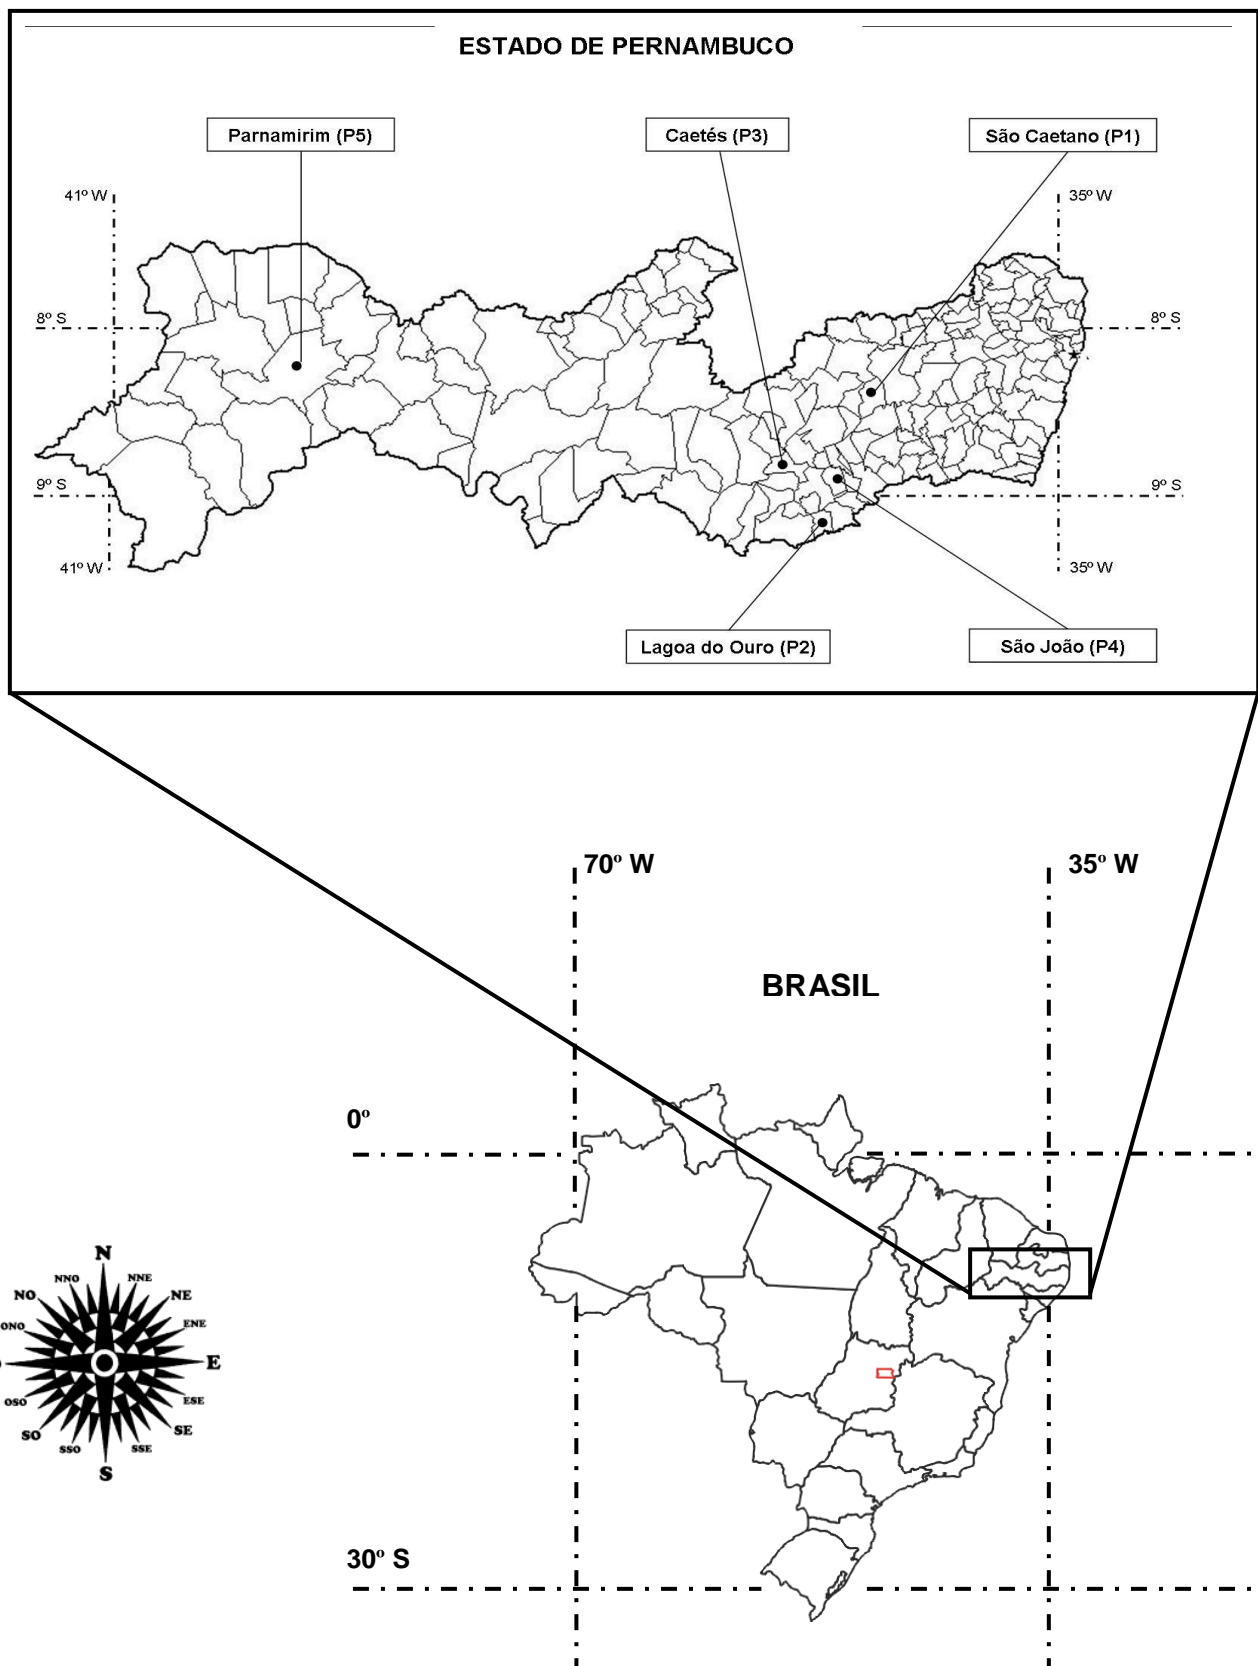 ESTADO DE PERNAMBUCO
Parnamirim (P5)
Caetés (P3)
São Caetano (P1)
41º W
35º W
8º S
8º S
9º S
9º S
41º W
35º W
Lagoa do Ouro (P2)
São João (P4)
70º W
35º W
BRASIL
0º
N
NNO
NNE
NO
NE
ONO
ENE
E
OSO
ESE
SO
SE
SSO
SSE
S
30º S